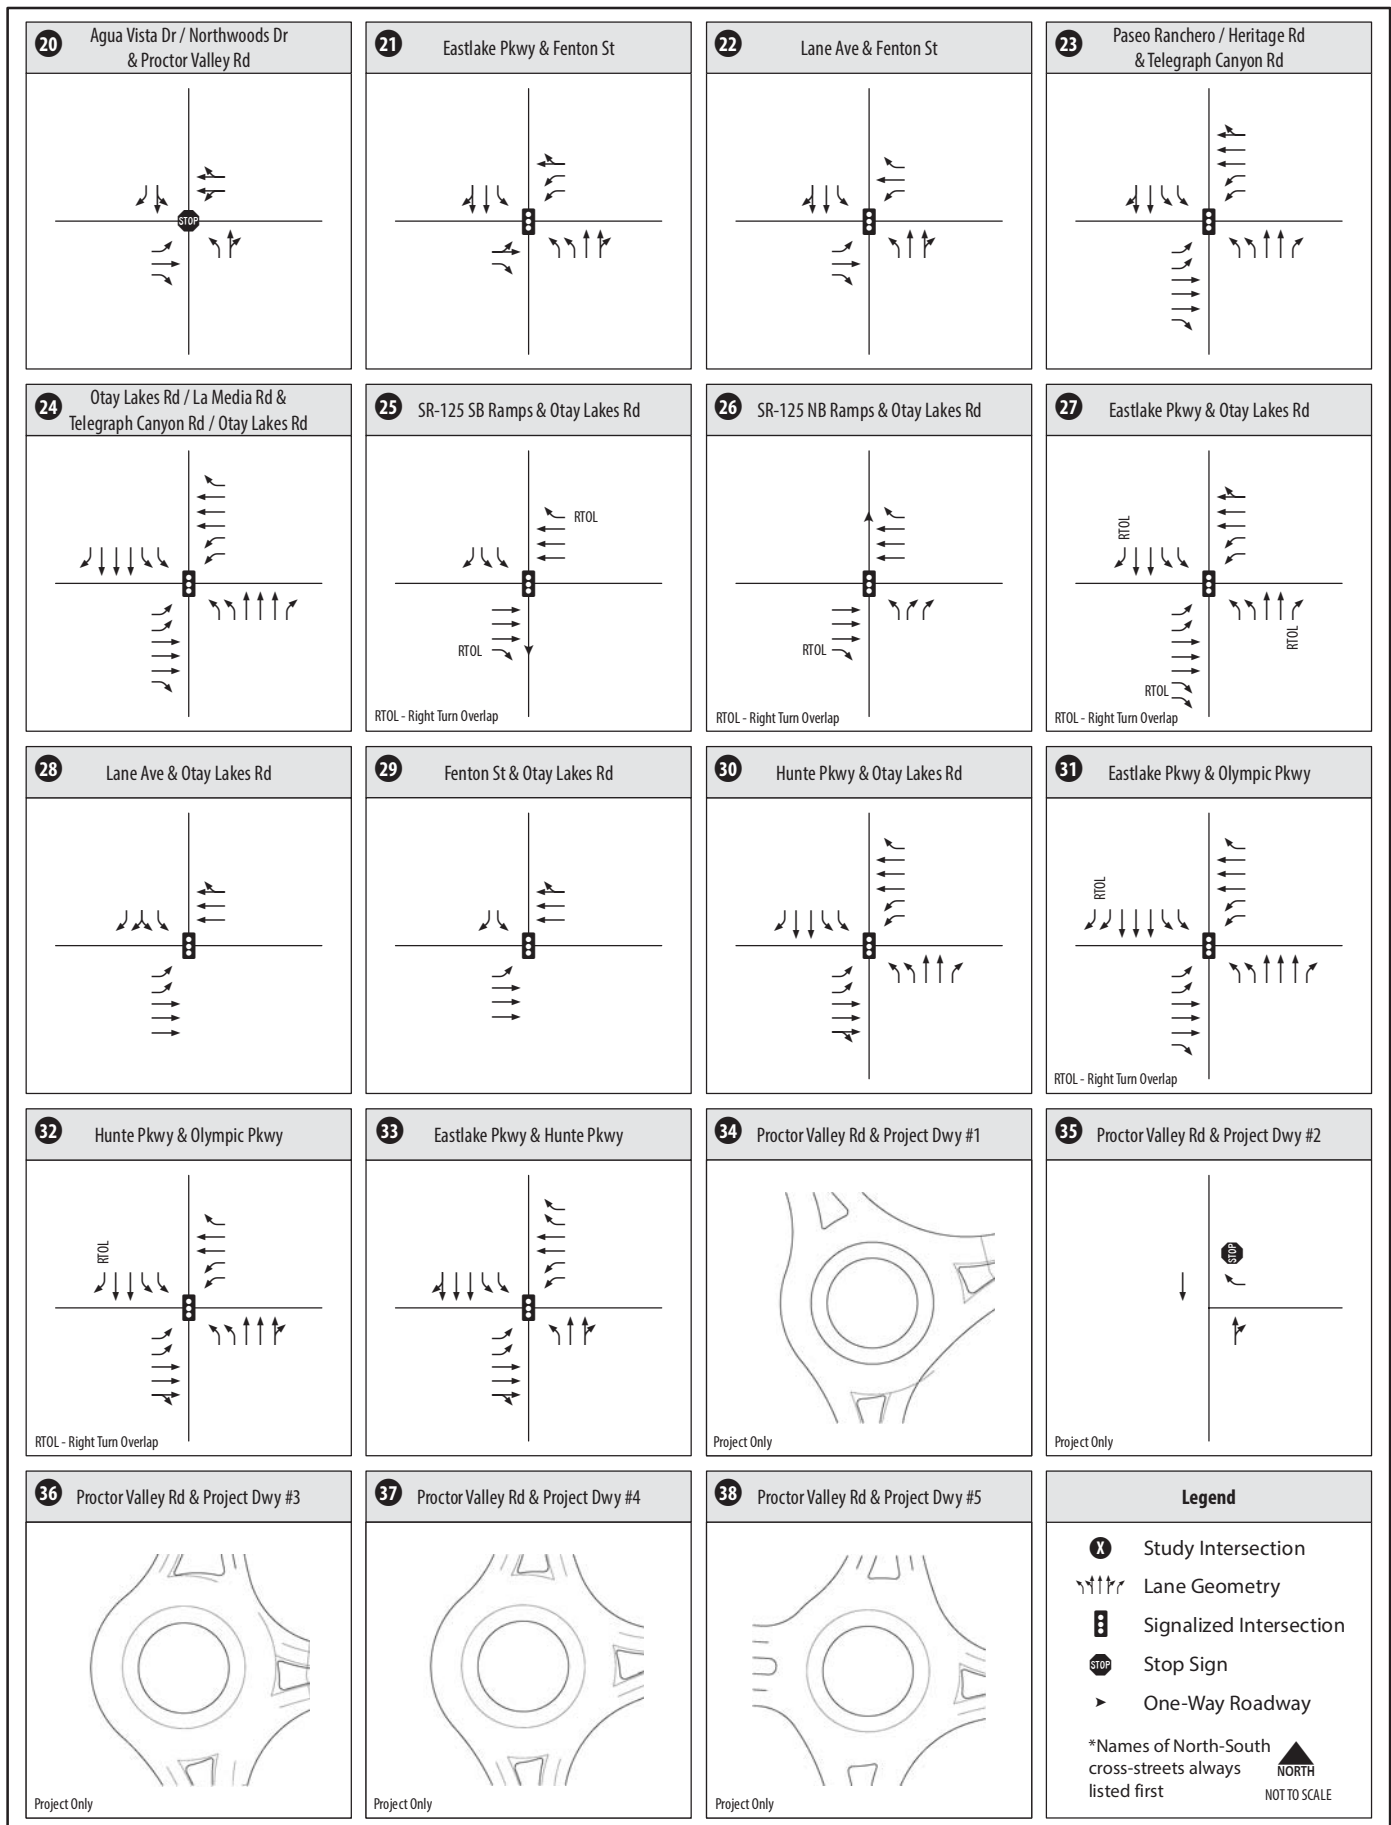 20
Agua Vista Dr / Northwoods Dr
& Proctor Valley Rd
STOP
21
Eastlake Pkwy & Fenton St
22
Lane Ave & Fenton St
23
Paseo Ranchero / Heritage Rd
& Telegraph Canyon Rd
24
Otay Lakes Rd / La Media Rd &
Telegraph Canyon Rd / Otay Lakes Rd
25
SR-125 SB Ramps & Otay Lakes Rd
RTOL
RTOL
RTOL - Right Turn Overlap
26
SR-125 NB Ramps & Otay Lakes Rd
RTOL
RTOL - Right Turn Overlap
27
Eastlake Pkwy & Otay Lakes Rd
RTOL
RTOL
RTOL
RTOL - Right Turn Overlap
28
Lane Ave & Otay Lakes Rd
29
Fenton St & Otay Lakes Rd
30
Hunte Pkwy & Otay Lakes Rd
31
Eastlake Pkwy & Olympic Pkwy
RTOL
RTOL - Right Turn Overlap
32
Hunte Pkwy & Olympic Pkwy
RTOL
RTOL - Right Turn Overlap
33
Eastlake Pkwy & Hunte Pkwy
34
Proctor Valley Rd & Project Dwy #1
Project Only
35
Proctor Valley Rd & Project Dwy #2
STOP
Project Only
36
Proctor Valley Rd & Project Dwy #3
Project Only
37
Proctor Valley Rd & Project Dwy #4
Project Only
38
Proctor Valley Rd & Project Dwy #5
Project Only
Legend
X Study Intersection
Lane Geometry
Signalized Intersection
STOP Stop Sign
One-Way Roadway
*Names of North-South
cross-streets always
listed first
NORTH
NOT TO SCALE